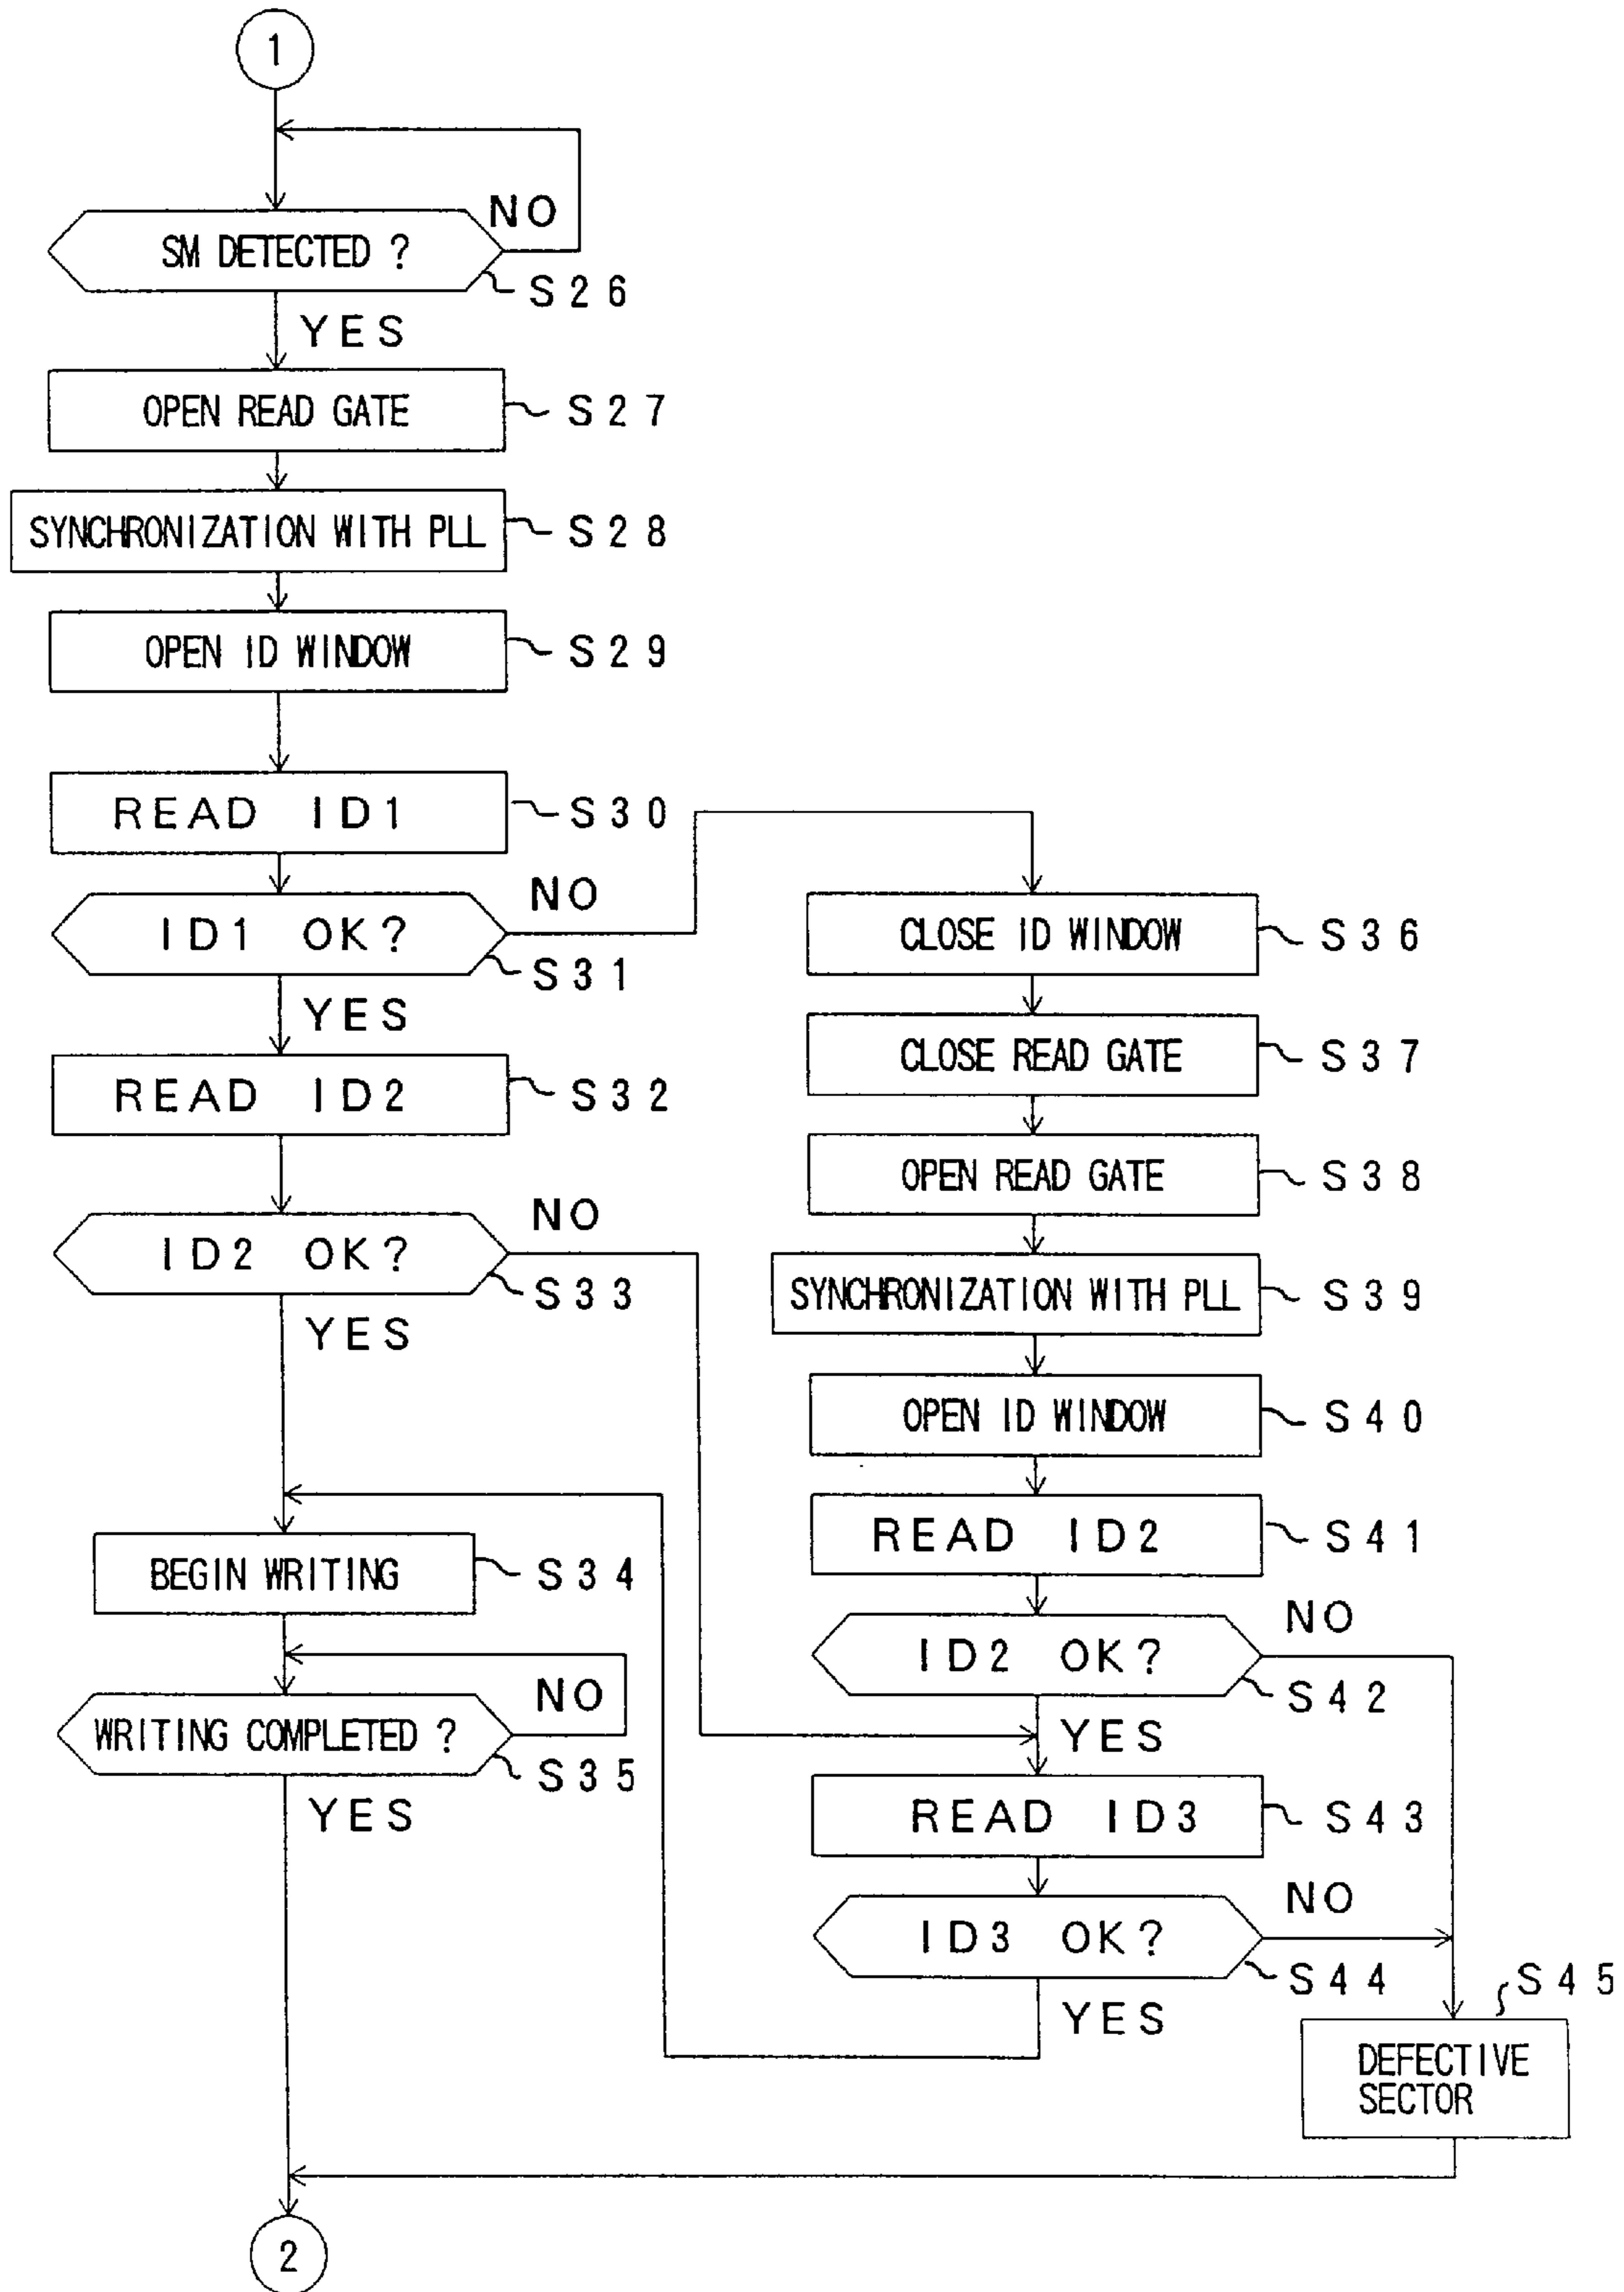 1
NO
SM DETECTED ?
S26
YES
OPEN READ GATE
S27
SYNCHRONIZATION WITH PLL
S28
OPEN ID WINDOW
S29
READ ID1
S30
ID1 OK?
NO
S31
YES
READ ID2
S32
ID2 OK?
NO
S33
YES
BEGIN WRITING
S34
WRITING COMPLETED ?
NO
S35
YES
CLOSE ID WINDOW
S36
CLOSE READ GATE
S37
OPEN READ GATE
S38
SYNCHRONIZATION WITH PLL
S39
OPEN ID WINDOW
S40
READ ID2
S41
ID2 OK?
NO
S42
YES
READ ID3
S43
ID3 OK?
NO
S44
YES
S45
DEFECTIVE
SECTOR
2